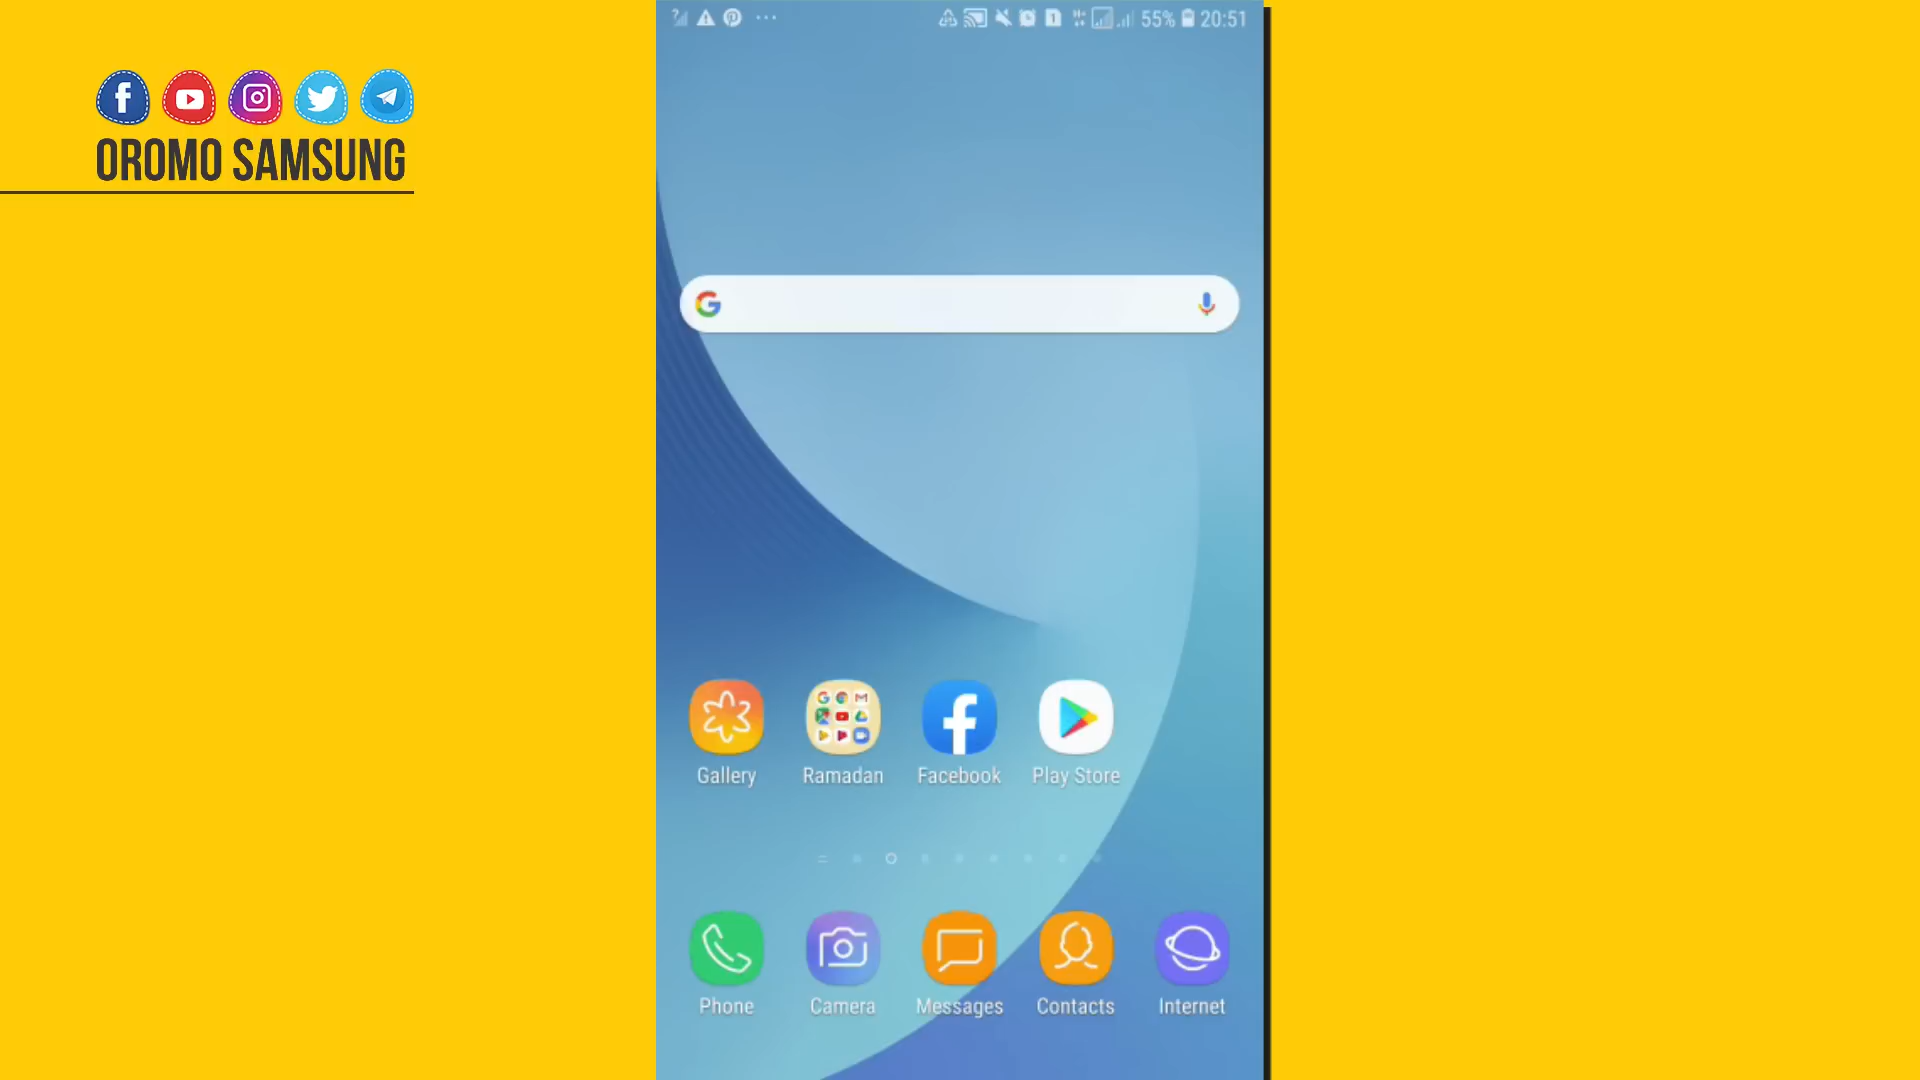 55% 20:51
OROMO SAMSUNG
Gallery Ramadan Facebook Play Store
Phone Camera Messages Contacts Internet